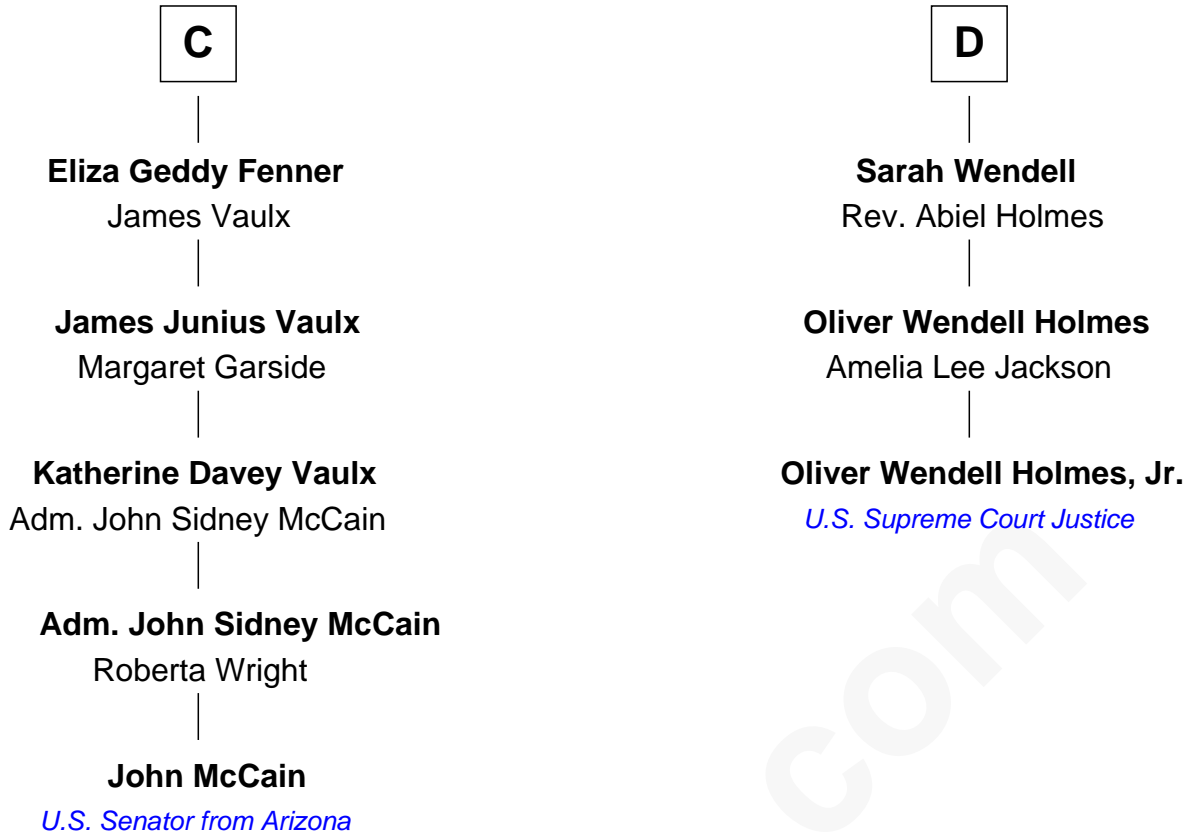 C
Eliza Geddy Fenner
James Vaulx
James Junius Vaulx
Margaret Garside
Katherine Davey Vaulx
Adm. John Sidney McCain
Adm. John Sidney McCain
Roberta Wright
John McCain
U.S. Senator from Arizona
D
Sarah Wendell
Rev. Abiel Holmes
Oliver Wendell Holmes
Amelia Lee Jackson
Oliver Wendell Holmes, Jr.
U.S. Supreme Court Justice
com